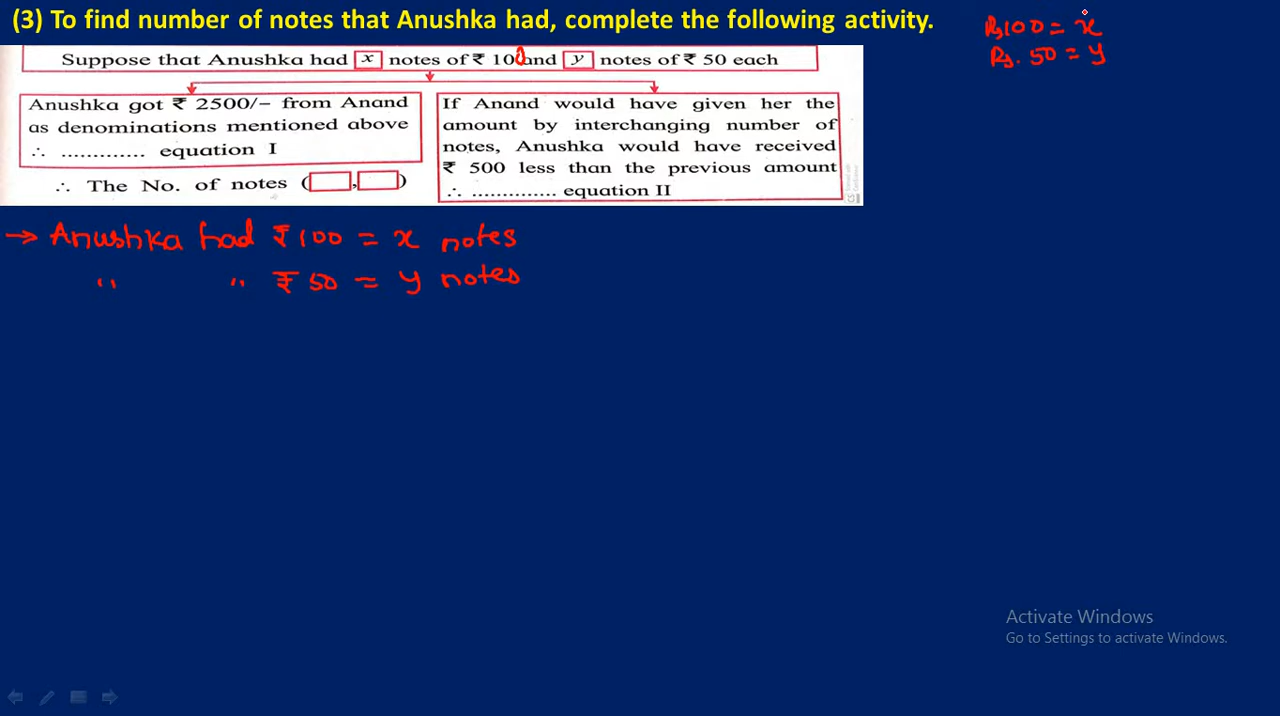 (3) To find number of notes that Anushka had, complete the following activity.
Rs100 = x
Rs. 50 = y
Suppose that Anushka had x notes of ₹ 100 and y notes of ₹ 50 each
Anushka got ₹ 2500/- from Anand
as denominations mentioned above
∴ ............. equation I
∴ The No. of notes ( , )
If Anand would have given her the
amount by interchanging number of
notes, Anushka would have received
₹ 500 less than the previous amount
∴ ............. equation II
→ Anushka had ₹ 100 = x notes
" " ₹ 50 = y notes
Activate Windows
Go to Settings to activate Windows.